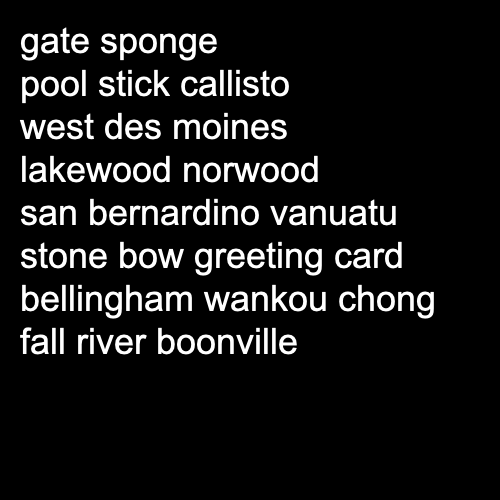 gate sponge
pool stick callisto
west des moines
lakewood norwood
san bernardino vanuatu
stone bow greeting card
bellingham wankou chong
fall river boonville